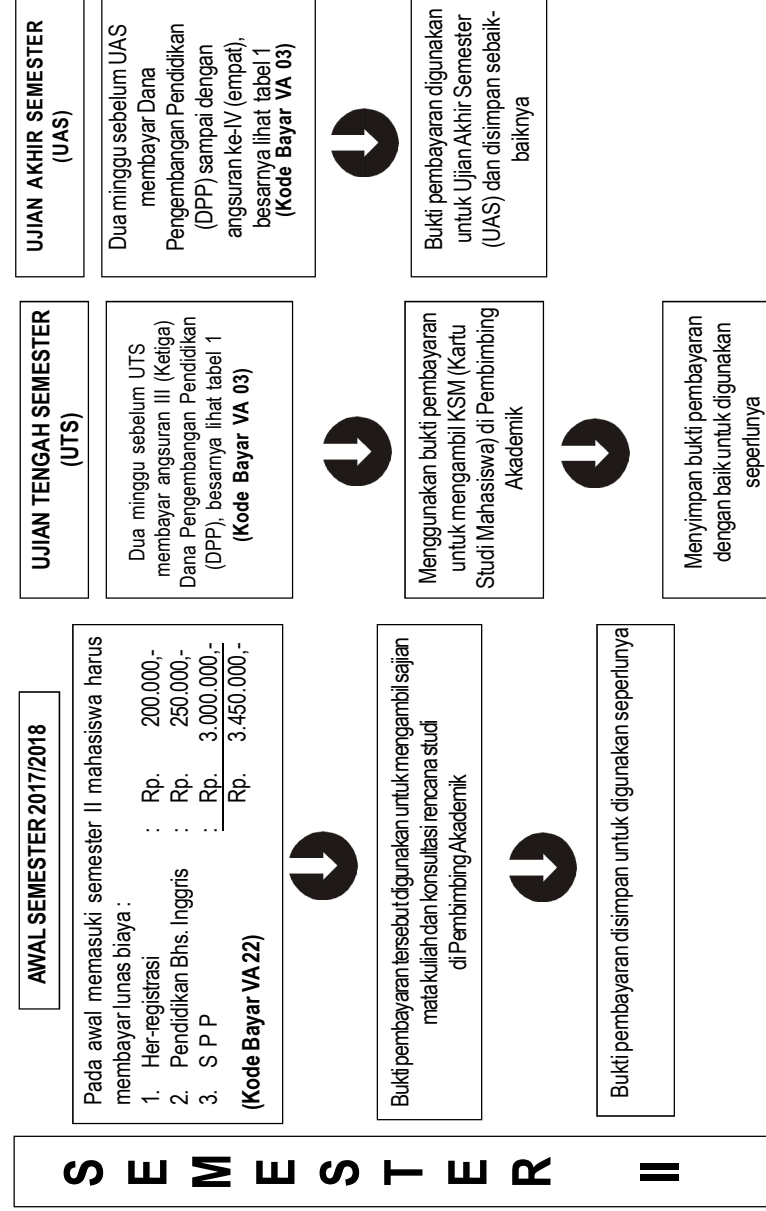 SEMESTER II
AWAL SEMESTER 2017/2018
Pada awal memasuki semester II mahasiswa harus
membayar lunas biaya :
1. Her-registrasi : Rp. 200.000,-
2. Pendidikan Bhs. Inggris : Rp. 250.000,-
3. S P P : Rp. 3.000.000,-
Rp. 3.450.000,-
(Kode Bayar VA 22)
Bukti pembayaran tersebut digunakan untuk mengambil sajian
mata kuliah dan konsultasi rencana studi
di Pembimbing Akademik
Bukti pembayaran disimpan untuk digunakan seperlunya
UJIAN TENGAH SEMESTER
(UTS)
Dua minggu sebelum UTS
membayar angsuran III (Ketiga)
Dana Pengembangan Pendidikan
(DPP), besarnya lihat tabel 1
(Kode Bayar VA 03)
Menggunakan bukti pembayaran
untuk mengambil KSM (Kartu
Studi Mahasiswa) di Pembimbing
Akademik
Menyimpan bukti pembayaran
dengan baik untuk digunakan
seperlunya
UJIAN AKHIR SEMESTER
(UAS)
Dua minggu sebelum UAS
membayar Dana
Pengembangan Pendidikan
(DPP) sampai dengan
angsuran ke-IV (empat),
besarnya lihat tabel 1
(Kode Bayar VA 03)
Bukti pembayaran digunakan
untuk Ujian Akhir Semester
(UAS) dan disimpan sebaik-
baiknya